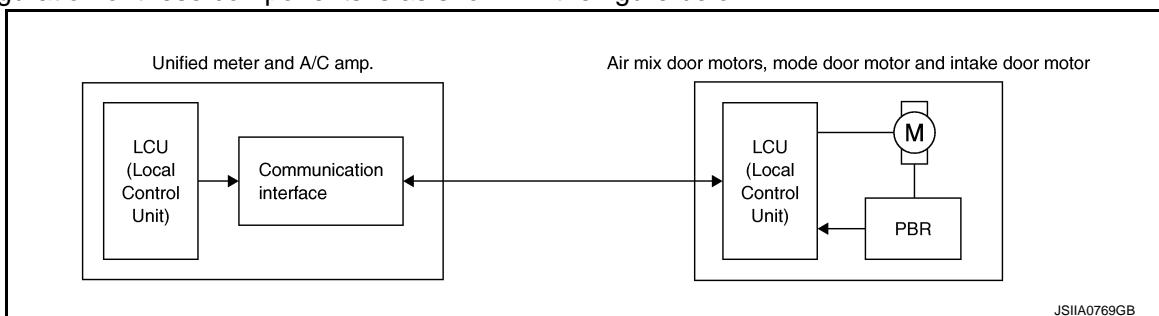 Unified meter and A/C amp.
Air mix door motors, mode door motor and intake door motor
LCU
(Local
Control
Unit)
Communication
interface
LCU
(Local
Control
Unit)
M
PBR
JSIIA0769GB